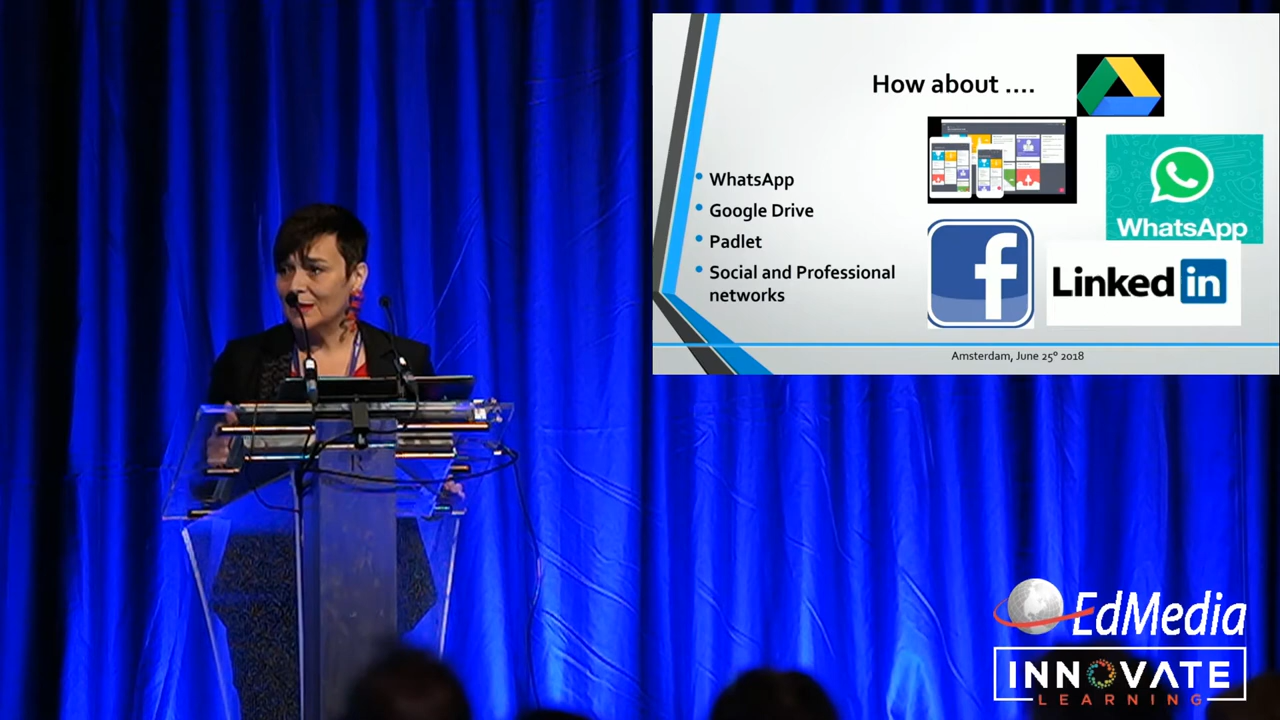 How about ....
WhatsApp
Google Drive
Padlet
Social and Professional
networks
WhatsApp
f
Linked in
Amsterdam, June 25º 2018
R
EdMedia
INNOVATE
LEARNING